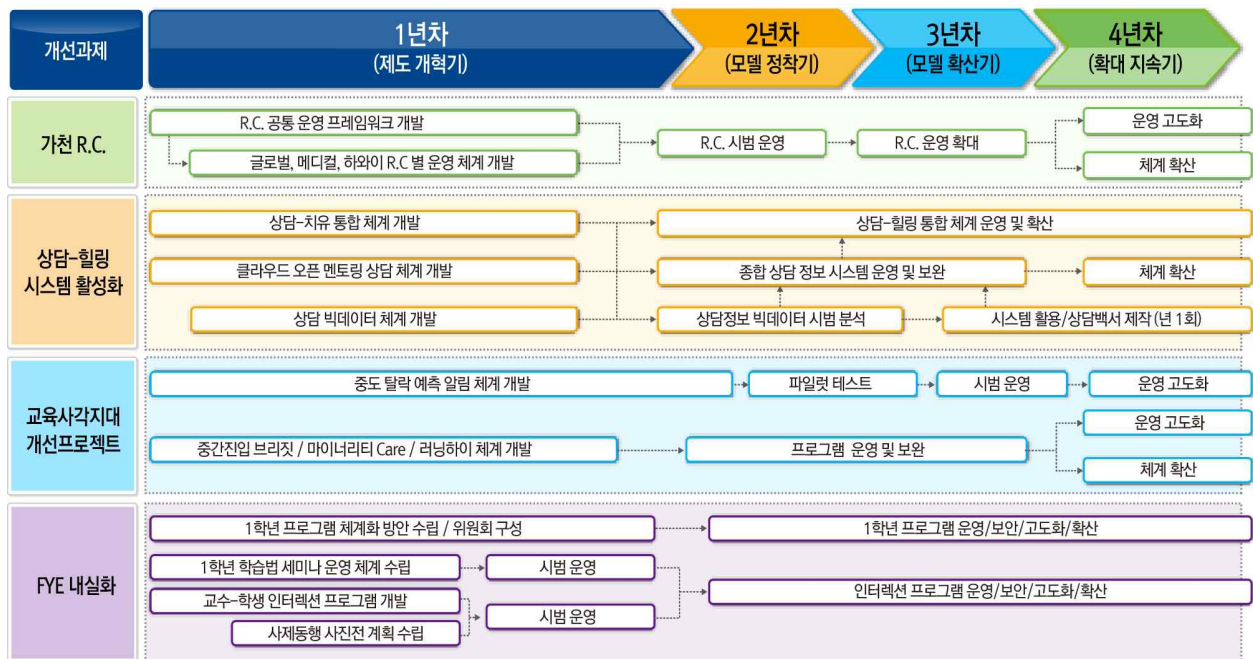 개선과제
1년차
(제도 개혁기)
2년차
(모델 정착기)
3년차
(모델 확산기)
4년차
(확대 지속기)
가천 R.C.
R.C. 공통 운영 프레임워크 개발
글로벌, 메디컬, 하와이 R.C 별 운영 체계 개발
R.C. 시범 운영
R.C. 운영 확대
운영 고도화
체계 확산
상담-힐링
시스템 활성화
상담-치유 통합 체계 개발
상담-힐링 통합 체계 운영 및 확산
클라우드 오픈 멘토링 상담 체계 개발
종합 상담 정보 시스템 운영 및 보완
체계 확산
상담 빅데이터 체계 개발
상담정보 빅데이터 시범 분석
시스템 활용/상담백서 제작 (년 1회)
교육사각지대
개선프로젝트
중도 탈락 예측 알림 체계 개발
파일럿 테스트
시범 운영
운영 고도화
중간진입 브리짓 / 마이너리티 Care / 러닝하이 체계 개발
프로그램 운영 및 보완
운영 고도화
체계 확산
FYE 내실화
1학년 프로그램 체계화 방안 수립 / 위원회 구성
1학년 프로그램 운영/보안/고도화/확산
1학년 학습법 세미나 운영 체계 수립
시범 운영
교수-학생 인터렉션 프로그램 개발
사제동행 사진전 계획 수립
시범 운영
인터렉션 프로그램 운영/보안/고도화/확산